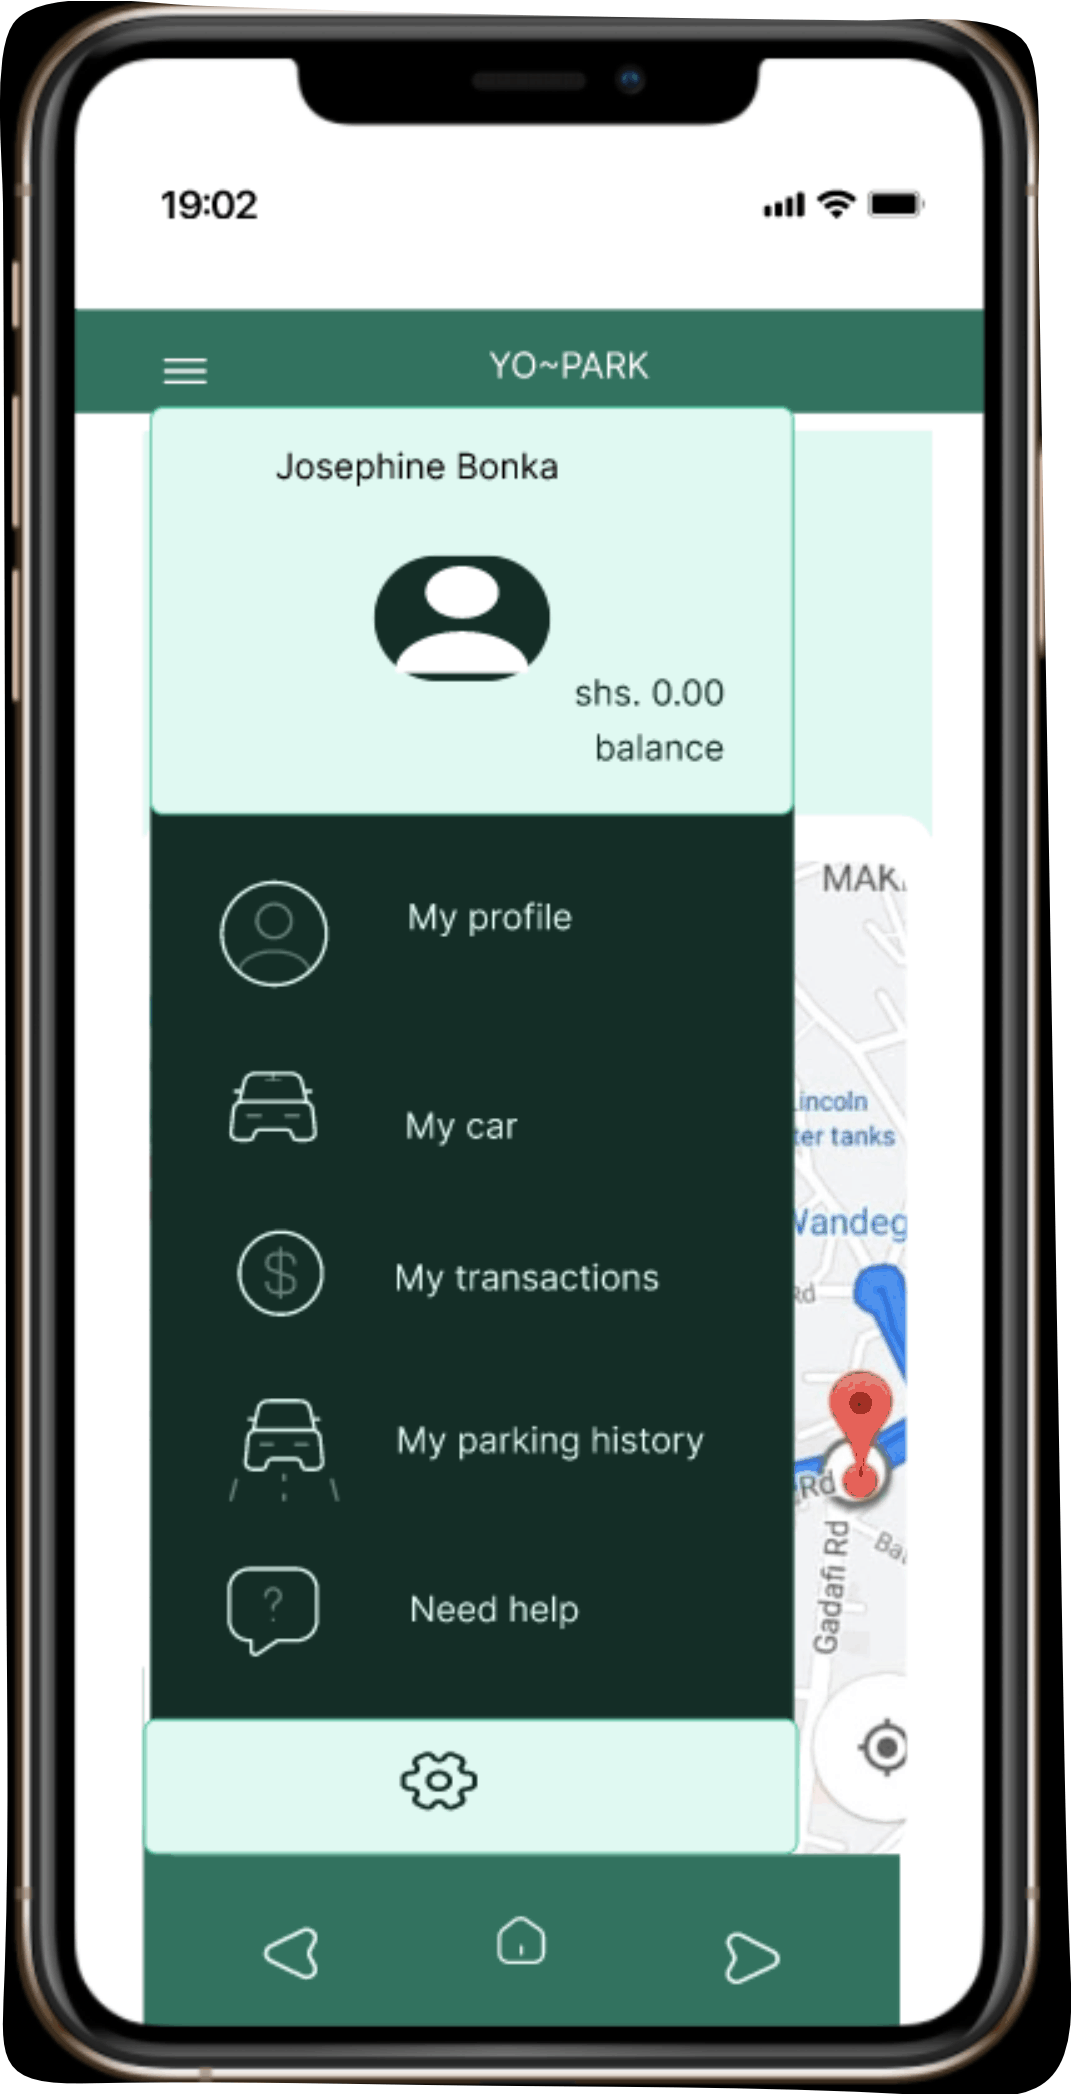 19:02
YO~PARK
Josephine Bonka
shs. 0.00
balance
My profile
My car
My transactions
My parking history
Need help
$
?
MAK
incoln
ter tanks
Wandeg
Rd
Rd
Gadafi Rd
Ba